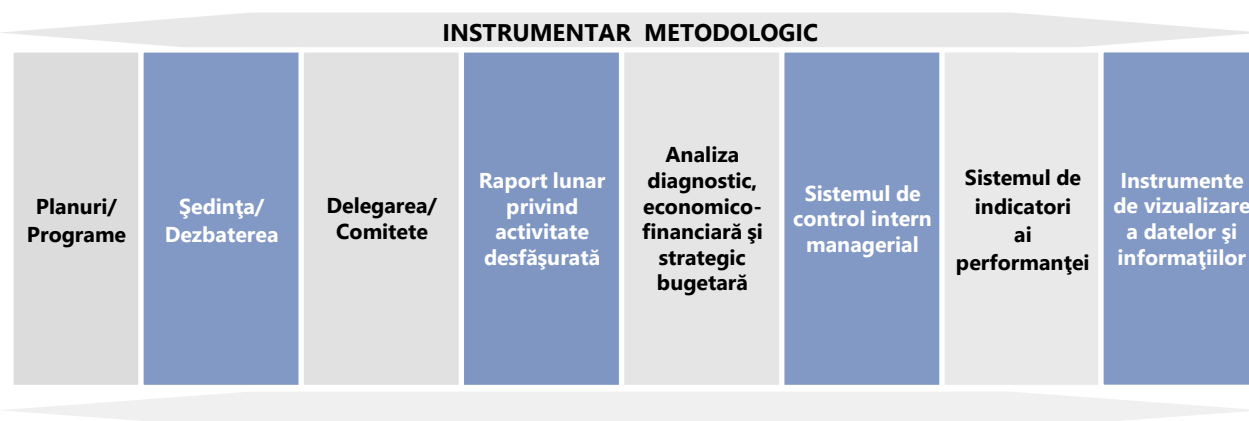 INSTRUMENTAR METODOLOGIC
Planuri/
Programe
Şedinţa/
Dezbaterea
Delegarea/
Comitete
Raport lunar
privind
activitate
desfăşurată
Analiza
diagnostic,
economico-
financiară şi
strategic
bugetară
Sistemul de
control intern
managerial
Sistemul de
indicatori
ai
performanţei
Instrumente
de vizualizare
a datelor şi
informaţiilor